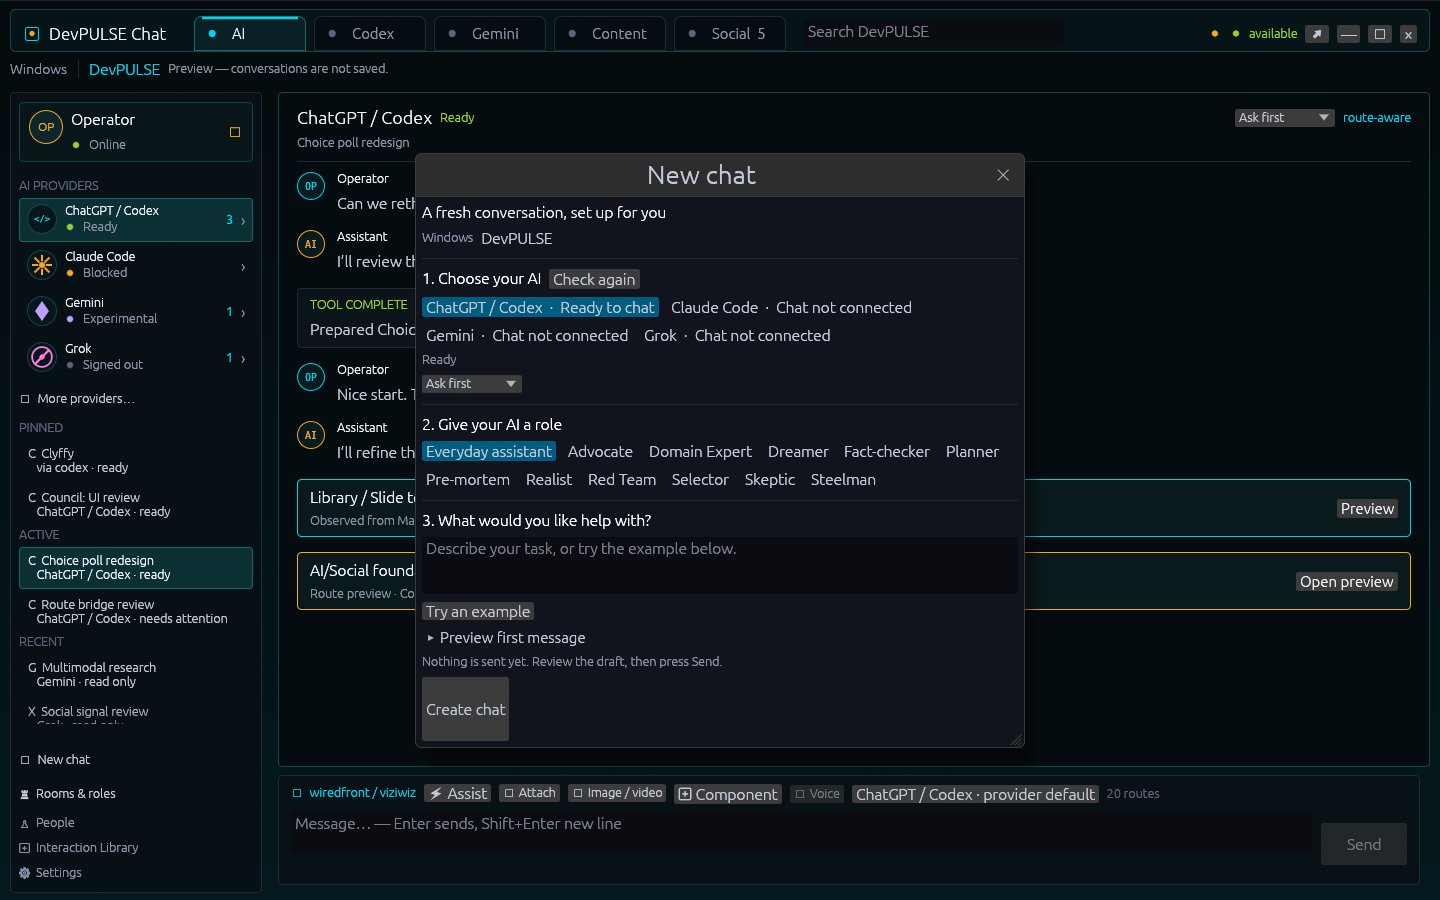 DevPULSE Chat
AI
Codex
Gemini
Content
Social 5
Search DevPULSE
available
Windows
DevPULSE
Preview — conversations are not saved.
OP
Operator
Online
AI PROVIDERS
</>
ChatGPT / Codex
Ready
3 ›
Claude Code
Blocked
›
Gemini
Experimental
1 ›
Grok
Signed out
1 ›
More providers...
PINNED
C Clyffy
via codex · ready
C Council: UI review
ChatGPT / Codex · ready
ACTIVE
C Choice poll redesign
ChatGPT / Codex · ready
C Route bridge review
ChatGPT / Codex · needs attention
RECENT
G Multimodal research
Gemini · read only
X Social signal review
Grok · read only
New chat
Rooms & roles
People
Interaction Library
Settings
ChatGPT / Codex Ready
Choice poll redesign
Ask first
route-aware
OP
Operator
Can we
AI
Assistant
I'll review
TOOL COMPLETE
Prepared
OP
Operator
Nice start.
AI
Assistant
I'll refine
Library / Slide
Observed from
Preview
AI/Social
Route preview ·
Open preview
New chat
A fresh conversation, set up for you
Windows DevPULSE
1. Choose your AI Check again
ChatGPT / Codex · Ready to chat Claude Code · Chat not connected
Gemini · Chat not connected Grok · Chat not connected
Ready
Ask first
2. Give your AI a role
Everyday assistant Advocate Domain Expert Dreamer Fact-checker Planner
Pre-mortem Realist Red Team Selector Skeptic Steelman
3. What would you like help with?
Describe your task, or try the example below.
Try an example
Preview first message
Nothing is sent yet. Review the draft, then press Send.
Create chat
wiredfront / viziwiz Assist Attach Image / video Component Voice ChatGPT / Codex · provider default 20 routes
Message... — Enter sends, Shift+Enter new line
Send